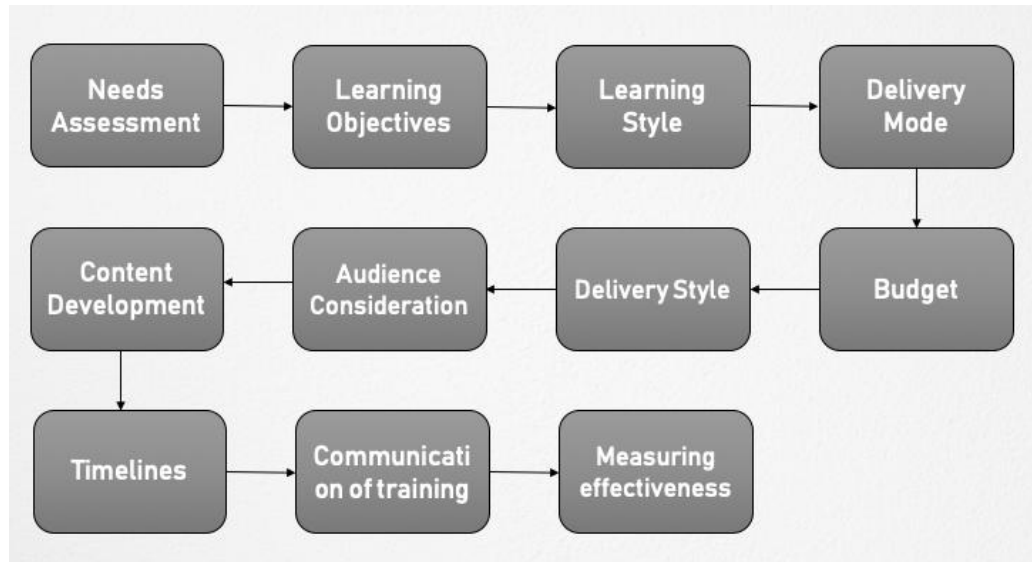 Needs
Assessment
Learning
Objectives
Learning
Style
Delivery
Mode
Content
Development
Audience
Consideration
Delivery Style
Budget
Timelines
Communicati
on of training
Measuring
effectiveness